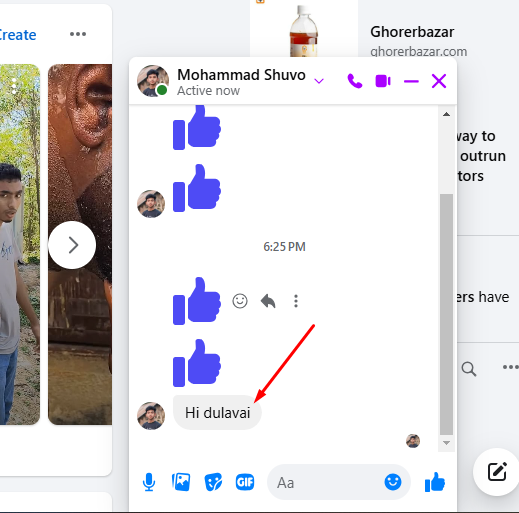 Create
Ghorerbazar
ghorerbazar.com
Mohammad Shuvo
Active now
way to
outrun
tors
6:25 PM
ers have
Hi dulavai
GIF
Aa